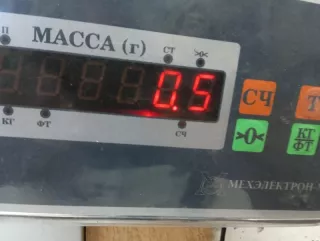 П
МАССА (г)
СТ >о<
0.5
СЧ Т
КГ ФТ СЧ
>0< КГ
ФТ
МЕХЭЛЕКТРОН-